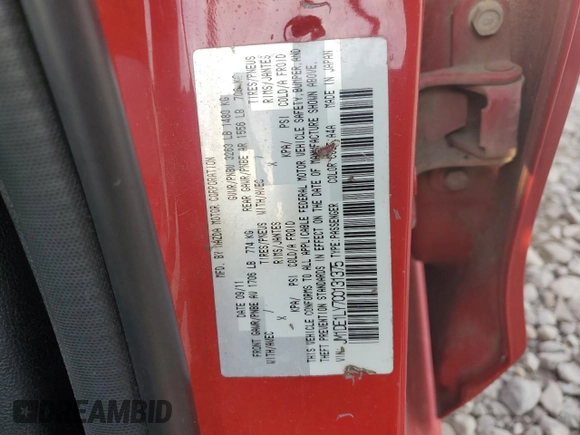 MFD. BY MAZDA MOTOR CORPORATION
DATE 09/11 GVWR/PNBV 3263 LB 1480 KG
FRONT GAWR/PNBE AV 1706 LB 774 KG REAR GAWR/PNBE AR 1556 LB 706 KG
WITH/AVEC TIRES/PNEUS WITH/AVEC TIRES/PNEUS
/ X RIMS/JANTES / X RIMS/JANTES
KPA/ PSI COLD/A FROID KPA/ PSI COLD/A FROID
THIS VEHICLE CONFORMS TO ALL APPLICABLE FEDERAL MOTOR VEHICLE SAFETY, BUMPER, AND
THEFT PREVENTION STANDARDS IN EFFECT ON THE DATE OF MANUFACTURE SHOWN ABOVE.
VIN: JM1DE1LV7C0131375 TYPE: PASSENGER COLOR A4A MADE IN JAPAN
DREAMBID